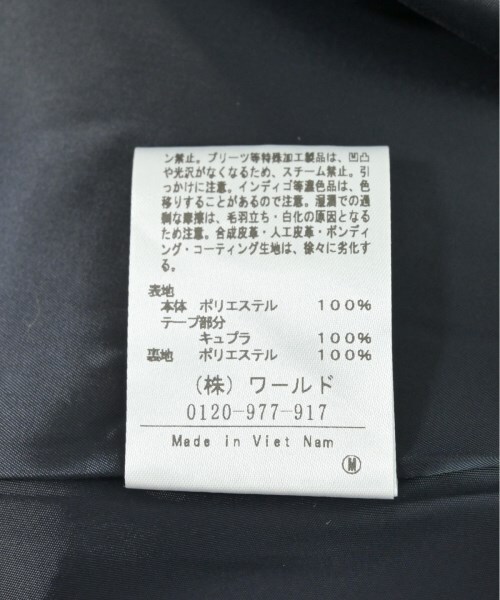 ン禁止。プリーツ等特殊加工製品は、凹凸
や光沢がなくなるため、スチーム禁止。引
っかけに注意。インディゴ等濃色品は、色
移りすることがあるので注意。湿潤での過
剰な摩擦は、毛羽立ち・白化の原因となる
ため注意。合成皮革・人工皮革・ボンディ
ング・コーティング生地は、徐々に劣化す
る。
表地
本体 ポリエステル 100%
テープ部分
キュプラ 100%
裏地 ポリエステル 100%
(株)ワールド
0120-977-917
Made in Viet Nam
M